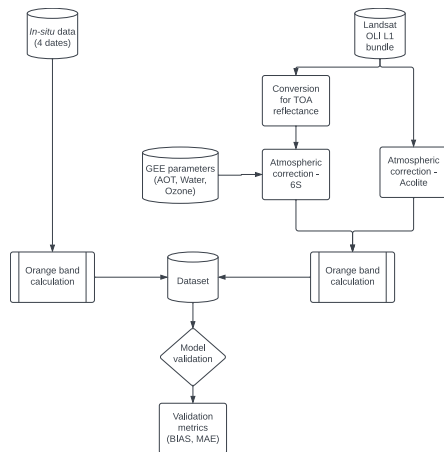 In-situ data
(4 dates)
Landsat
OLI L1
bundle
Conversion
for TOA
reflectance
GEE parameters
(AOT, Water,
Ozone)
Atmospheric
correction -
6S
Atmospheric
correction -
Acolite
Orange band
calculation
Dataset
Orange band
calculation
Model
validation
Validation
metrics
(BIAS, MAE)